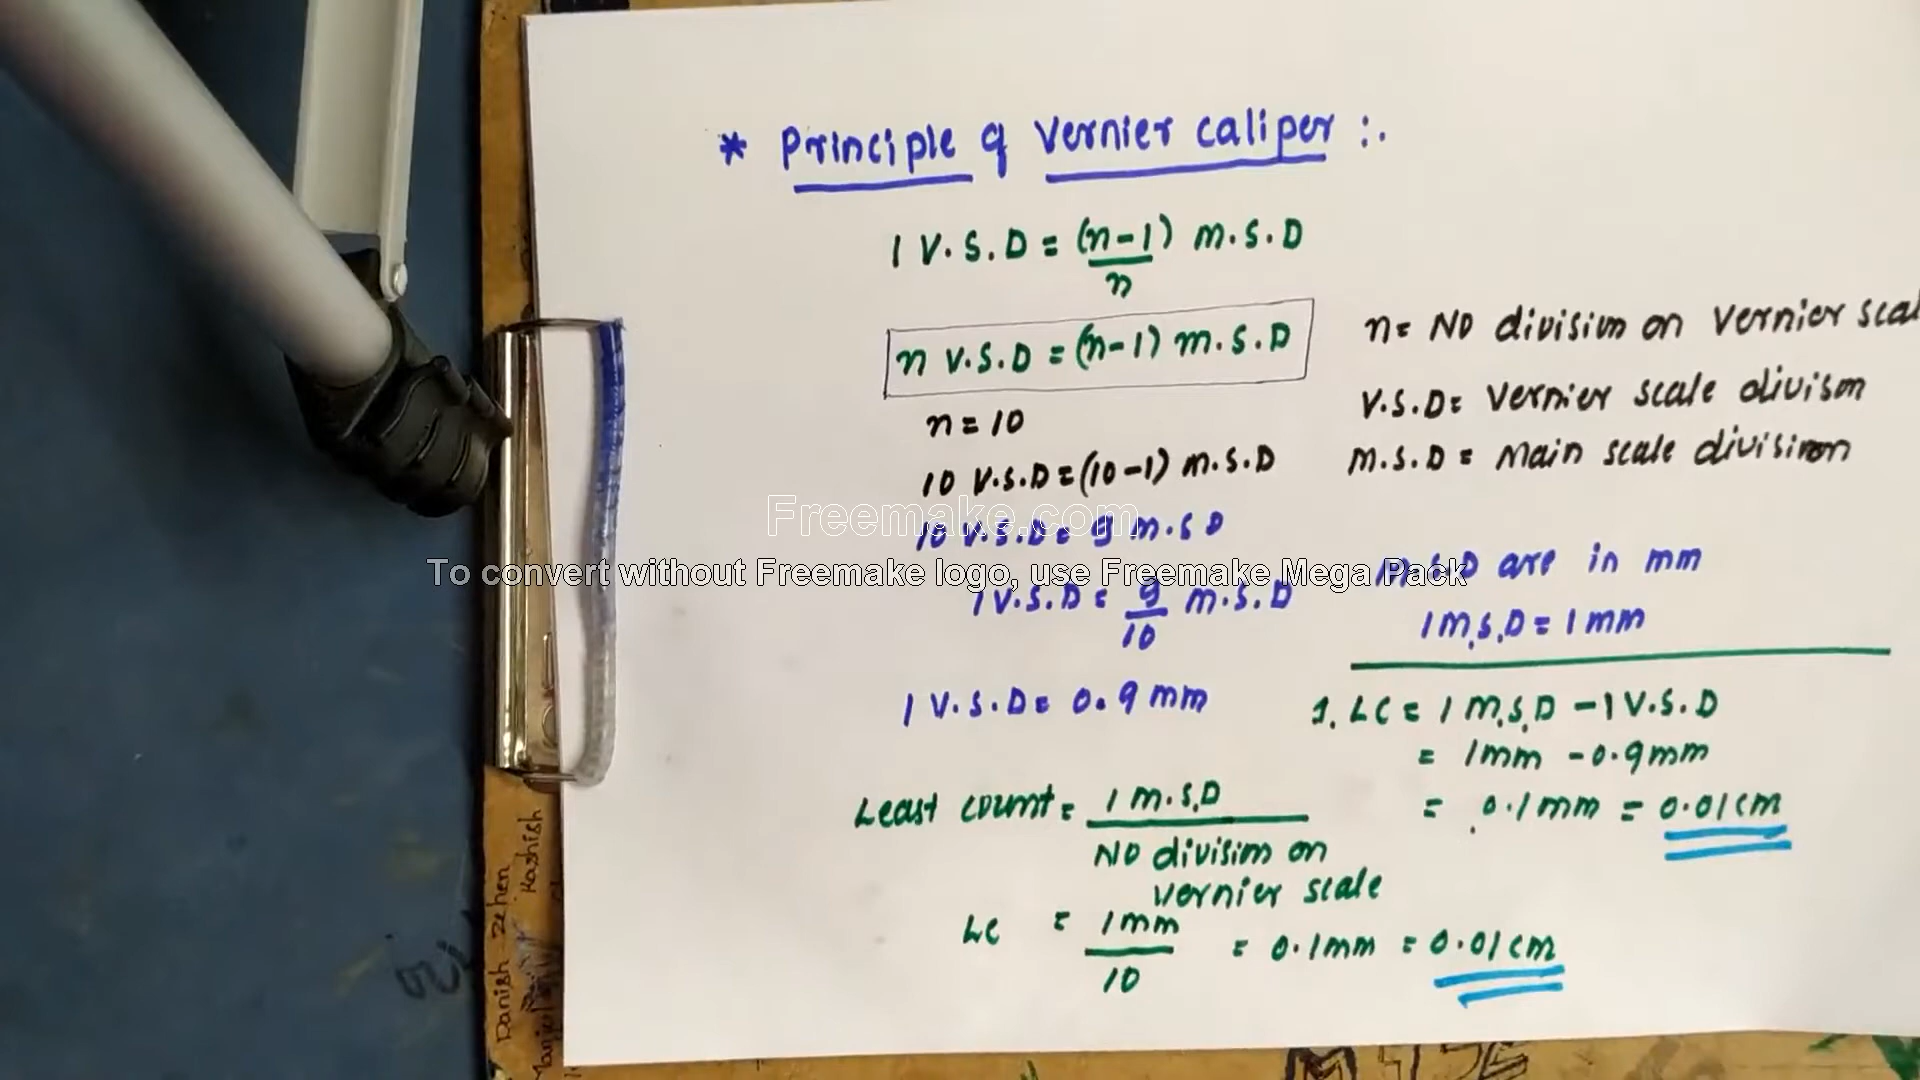 * Principle of Vernier caliper :.
1 V.S.D = (n-1)/n M.S.D
n V.S.D = (n-1) M.S.D
n = 10
10 V.S.D = (10-1) M.S.D
10 V.S.D = 9 M.S D
1 V.S.D = 9/10 M.S.D
1 V.S.D = 0.9 mm
Least count = 1 M.S.D
NO division on
vernier scale
LC = 1mm/10 = 0.1mm = 0.01cm
n = NO division on Vernier scal
V.S.D = Vernier scale divison
M.S.D = Main scale division
M.S.D are in mm
1 M.S.D = 1mm
1. LC = 1 M.S.D - 1 V.S.D
= 1mm - 0.9mm
= 0.1mm = 0.01cm
Freemake.com
To convert without Freemake logo, use Freemake Mega Pack
Danish Zehen
Kashish